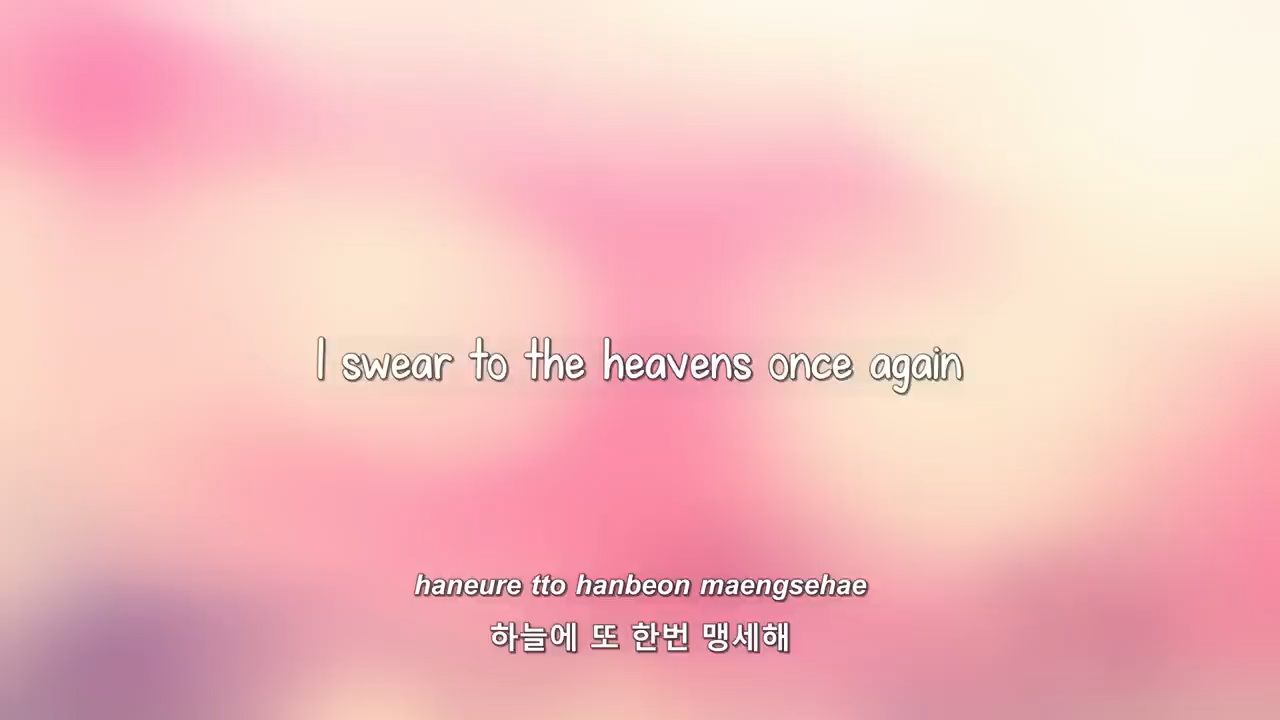 I swear to the heavens once again
haneure tto hanbeon maengsehae
하늘에 또 한번 맹세해